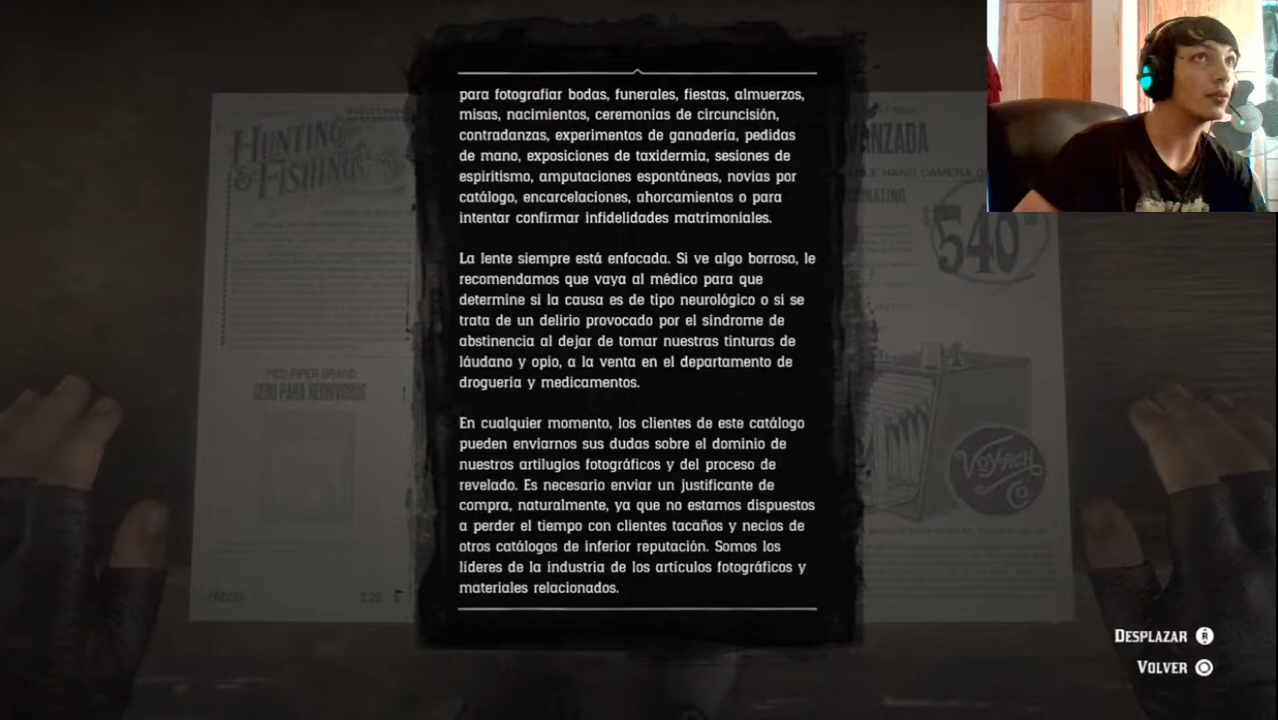 para fotografiar bodas, funerales, fiestas, almuerzos,
misas, nacimientos, ceremonias de circuncisión,
contradanzas, experimentos de ganadería, pedidas
de mano, exposiciones de taxidermia, sesiones de
espiritismo, amputaciones espontáneas, novias por
catálogo, encarcelaciones, ahorcamientos o para
intentar confirmar infidelidades matrimoniales.
La lente siempre está enfocada. Si ve algo borroso, le
recomendamos que vaya al médico para que
determine si la causa es de tipo neurológico o si se
trata de un delirio provocado por el síndrome de
abstinencia al dejar de tomar nuestras tinturas de
láudano y opio, a la venta en el departamento de
droguería y medicamentos.
En cualquier momento, los clientes de este catálogo
pueden enviarnos sus dudas sobre el dominio de
nuestros artilugios fotográficos y del proceso de
revelado. Es necesario enviar un justificante de
compra, naturalmente, ya que no estamos dispuestos
a perder el tiempo con clientes tacaños y necios de
otros catálogos de inferior reputación. Somos los
líderes de la industria de los artículos fotográficos y
materiales relacionados.
HUNTING
& FISHING
PIED PIPER BRAND
CEBO PARA HERBÍVOROS
PRECIO:
2.25
VANZADA
HAND CAMERA
$540
VOYACH
CO.
DESPLAZAR R
VOLVER